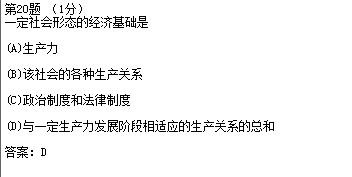 第20题 （1分）
一定社会形态的经济基础是
(A)生产力
(B)该社会的各种生产关系
(C)政治制度和法律制度
(D)与一定生产力发展阶段相适应的生产关系的总和
答案：D